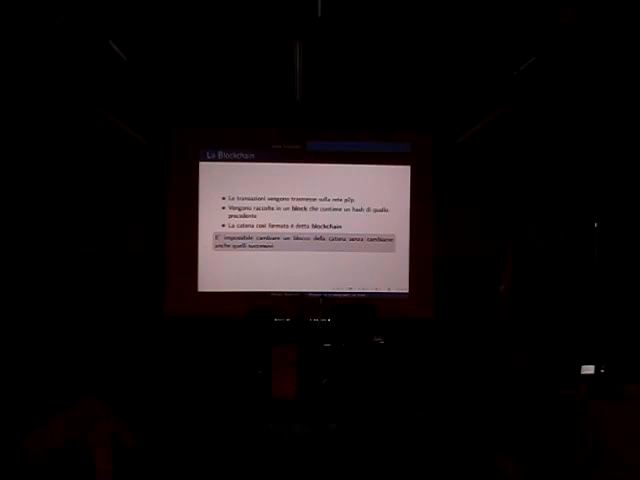 La Blockchain
Le transazioni vengono trasmesse sulla rete p2p
Vengono raccolte in un block che contiene un hash di quello
precedente
La catena così formata è detta blockchain
E' impossibile cambiare un blocco della catena senza cambiarne
anche quelli successivi